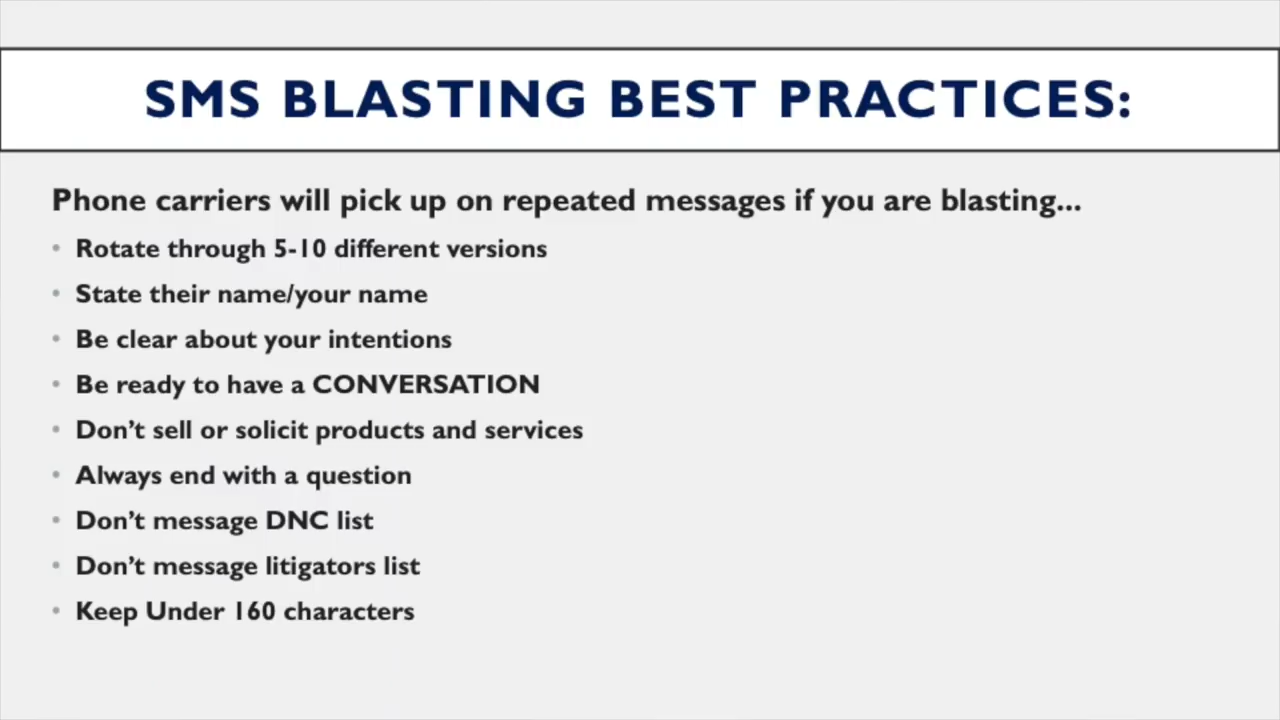 SMS BLASTING BEST PRACTICES:
Phone carriers will pick up on repeated messages if you are blasting...
• Rotate through 5-10 different versions
• State their name/your name
• Be clear about your intentions
• Be ready to have a CONVERSATION
• Don’t sell or solicit products and services
• Always end with a question
• Don’t message DNC list
• Don’t message litigators list
• Keep Under 160 characters